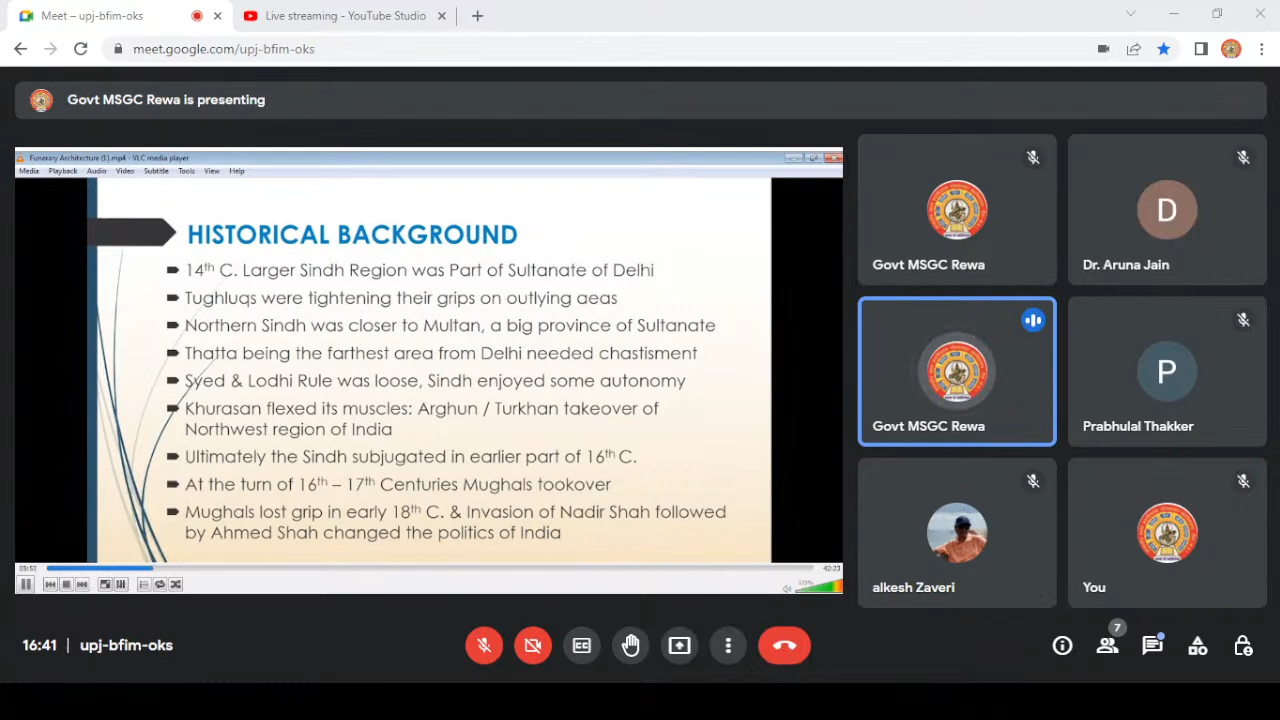 Meet – upj-bfim-oks
Live streaming - YouTube Studio
meet.google.com/upj-bfim-oks
Govt MSGC Rewa is presenting
Funerary Architecture (1).mp4 - VLC media player
Media Playback Audio Video Subtitle Tools View Help
HISTORICAL BACKGROUND
14th C. Larger Sindh Region was Part of Sultanate of Delhi
Tughluqs were tightening their grips on outlying aeas
Northern Sindh was closer to Multan, a big province of Sultanate
Thatta being the farthest area from Delhi needed chastisment
Syed & Lodhi Rule was loose, Sindh enjoyed some autonomy
Khurasan flexed its muscles: Arghun / Turkhan takeover of
Northwest region of India
Ultimately the Sindh subjugated in earlier part of 16th C.
At the turn of 16th – 17th Centuries Mughals tookover
Mughals lost grip in early 18th C. & Invasion of Nadir Shah followed
by Ahmed Shah changed the politics of India
42:23
Govt MSGC Rewa
D
Dr. Aruna Jain
Govt MSGC Rewa
P
Prabhulal Thakker
alkesh Zaveri
You
16:41 | upj-bfim-oks
CC
7